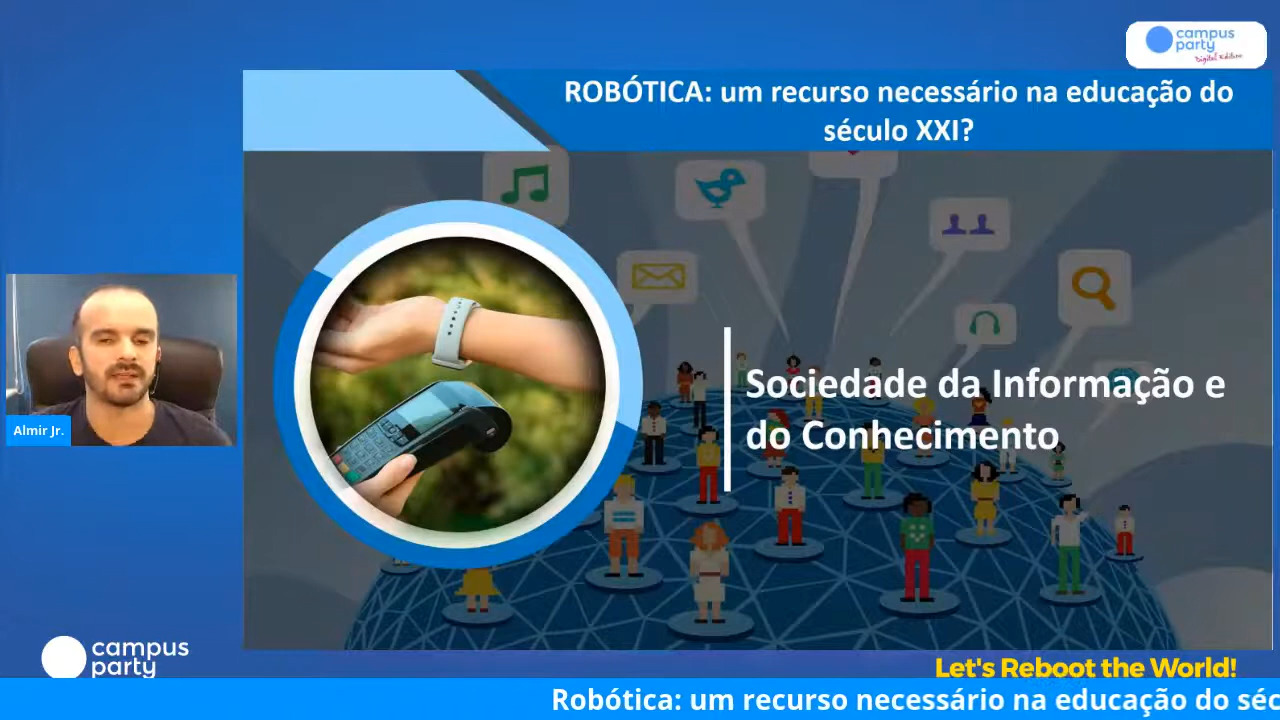 campus
party
Digital Edition
ROBÓTICA: um recurso necessário na educação do
século XXI?
Sociedade da Informação e
do Conhecimento
Almir Jr.
campus
party
Let's Reboot the World!
Robótica: um recurso necessário na educação do séc